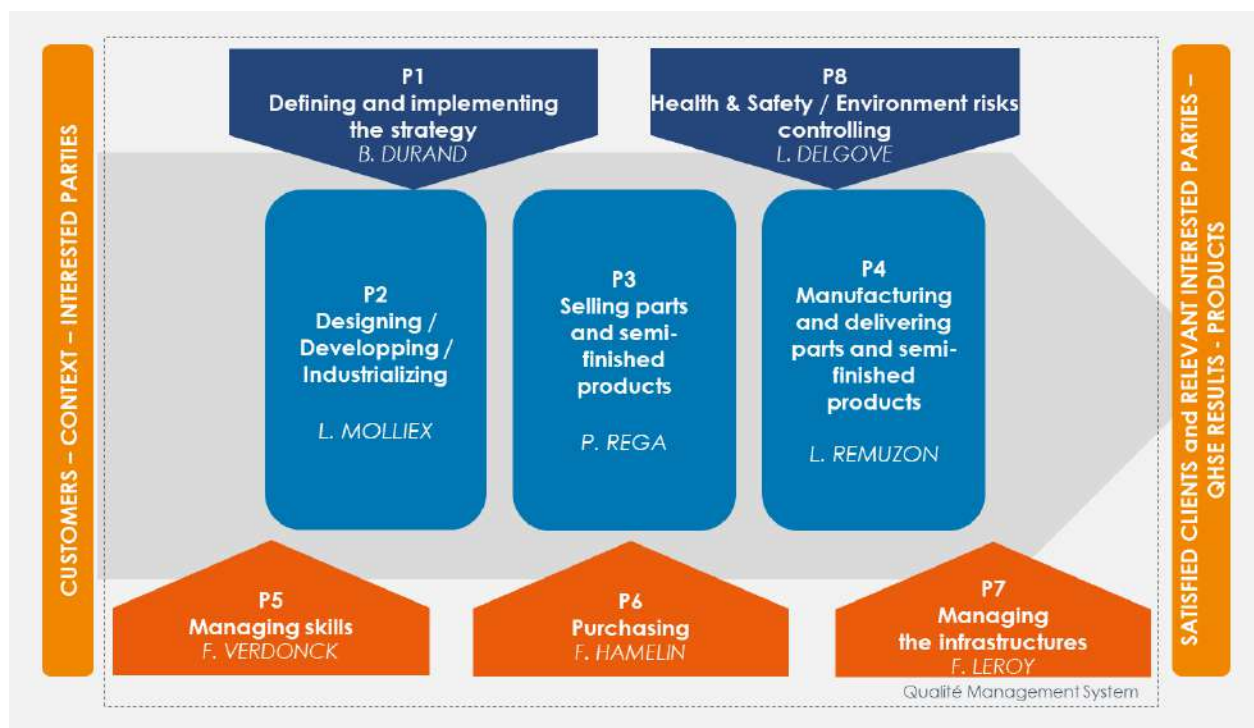 CUSTOMERS – CONTEXT – INTERESTED PARTIES
P1
Defining and implementing
the strategy
B. DURAND
P8
Health & Safety / Environment risks
controlling
L. DELGOVE
P2
Designing /
Developping /
Industrializing
L. MOLLIEX
P3
Selling parts
and semi-
finished
products
P. REGA
P4
Manufacturing
and delivering
parts and semi-
finished
products
L. REMUZON
P5
Managing skills
F. VERDONCK
P6
Purchasing
F. HAMELIN
P7
Managing
the infrastructures
F. LEROY
Qualité Management System
SATISFIED CLIENTS and RELEVANT INTERESTED PARTIES –
QHSE RESULTS - PRODUCTS